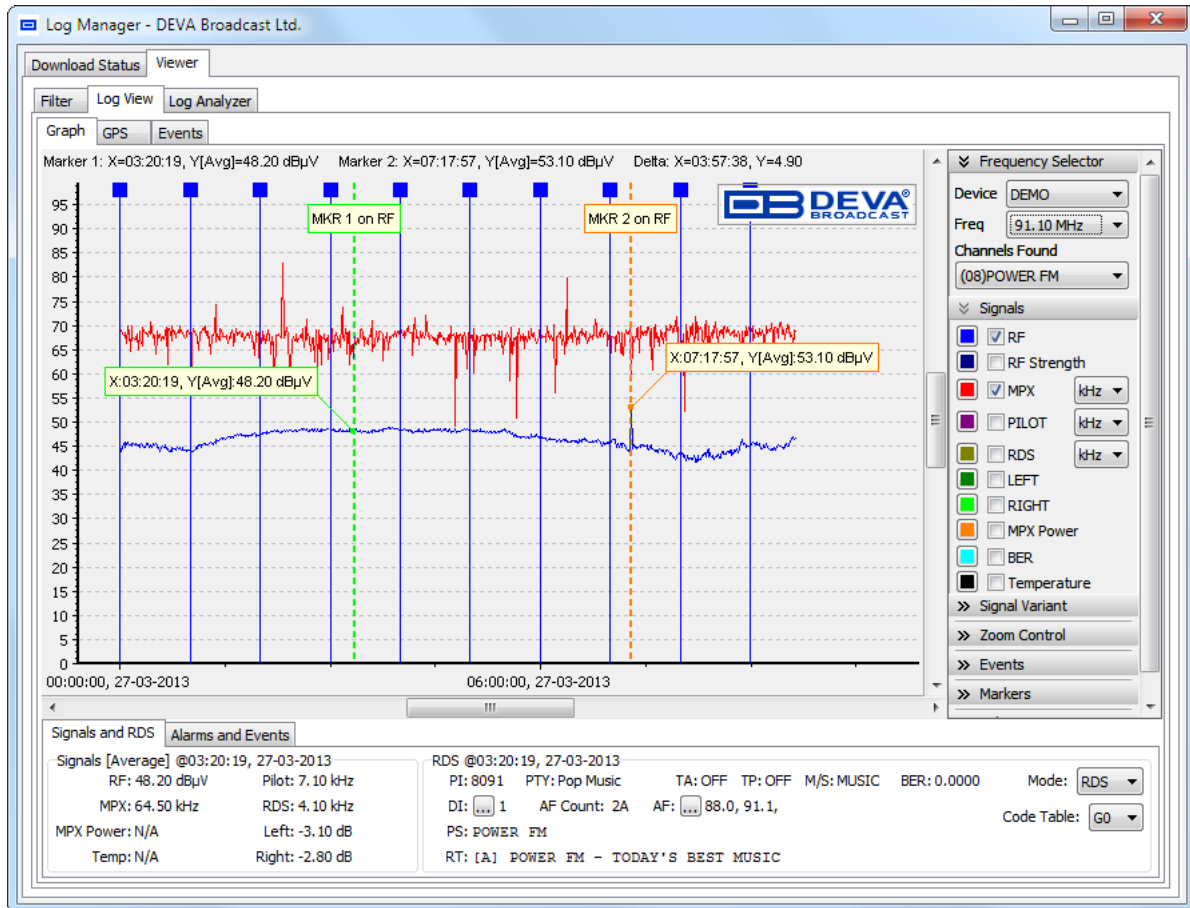 Log Manager - DEVA Broadcast Ltd.
Download Status Viewer
Filter Log View Log Analyzer
Graph GPS Events
Marker 1: X=03:20:19, Y[Avg]=48.20 dBµV Marker 2: X=07:17:57, Y[Avg]=53.10 dBµV Delta: X=03:57:38, Y=4.90
DEVA
BROADCAST
MKR 1 on RF
MKR 2 on RF
X:03:20:19, Y[Avg]:48.20 dBµV
X:07:17:57, Y[Avg]:53.10 dBµV
95
90
85
80
75
70
65
60
55
50
45
40
35
30
25
20
15
10
5
0
00:00:00, 27-03-2013
06:00:00, 27-03-2013
Frequency Selector
Device DEMO
Freq 91.10 MHz
Channels Found
(08)POWER FM
Signals
RF
RF Strength
MPX kHz
PILOT kHz
RDS kHz
LEFT
RIGHT
MPX Power
BER
Temperature
Signal Variant
Zoom Control
Events
Markers
Signals and RDS Alarms and Events
Signals [Average] @03:20:19, 27-03-2013
RF: 48.20 dBµV Pilot: 7.10 kHz
MPX: 64.50 kHz RDS: 4.10 kHz
MPX Power: N/A Left: -3.10 dB
Temp: N/A Right: -2.80 dB
RDS @03:20:19, 27-03-2013
PI: 8091 PTY: Pop Music TA: OFF TP: OFF M/S: MUSIC BER: 0.0000 Mode: RDS
DI: ... 1 AF Count: 2A AF: ... 88.0, 91.1,
Code Table: G0
PS: POWER FM
RT: [A] POWER FM - TODAY'S BEST MUSIC